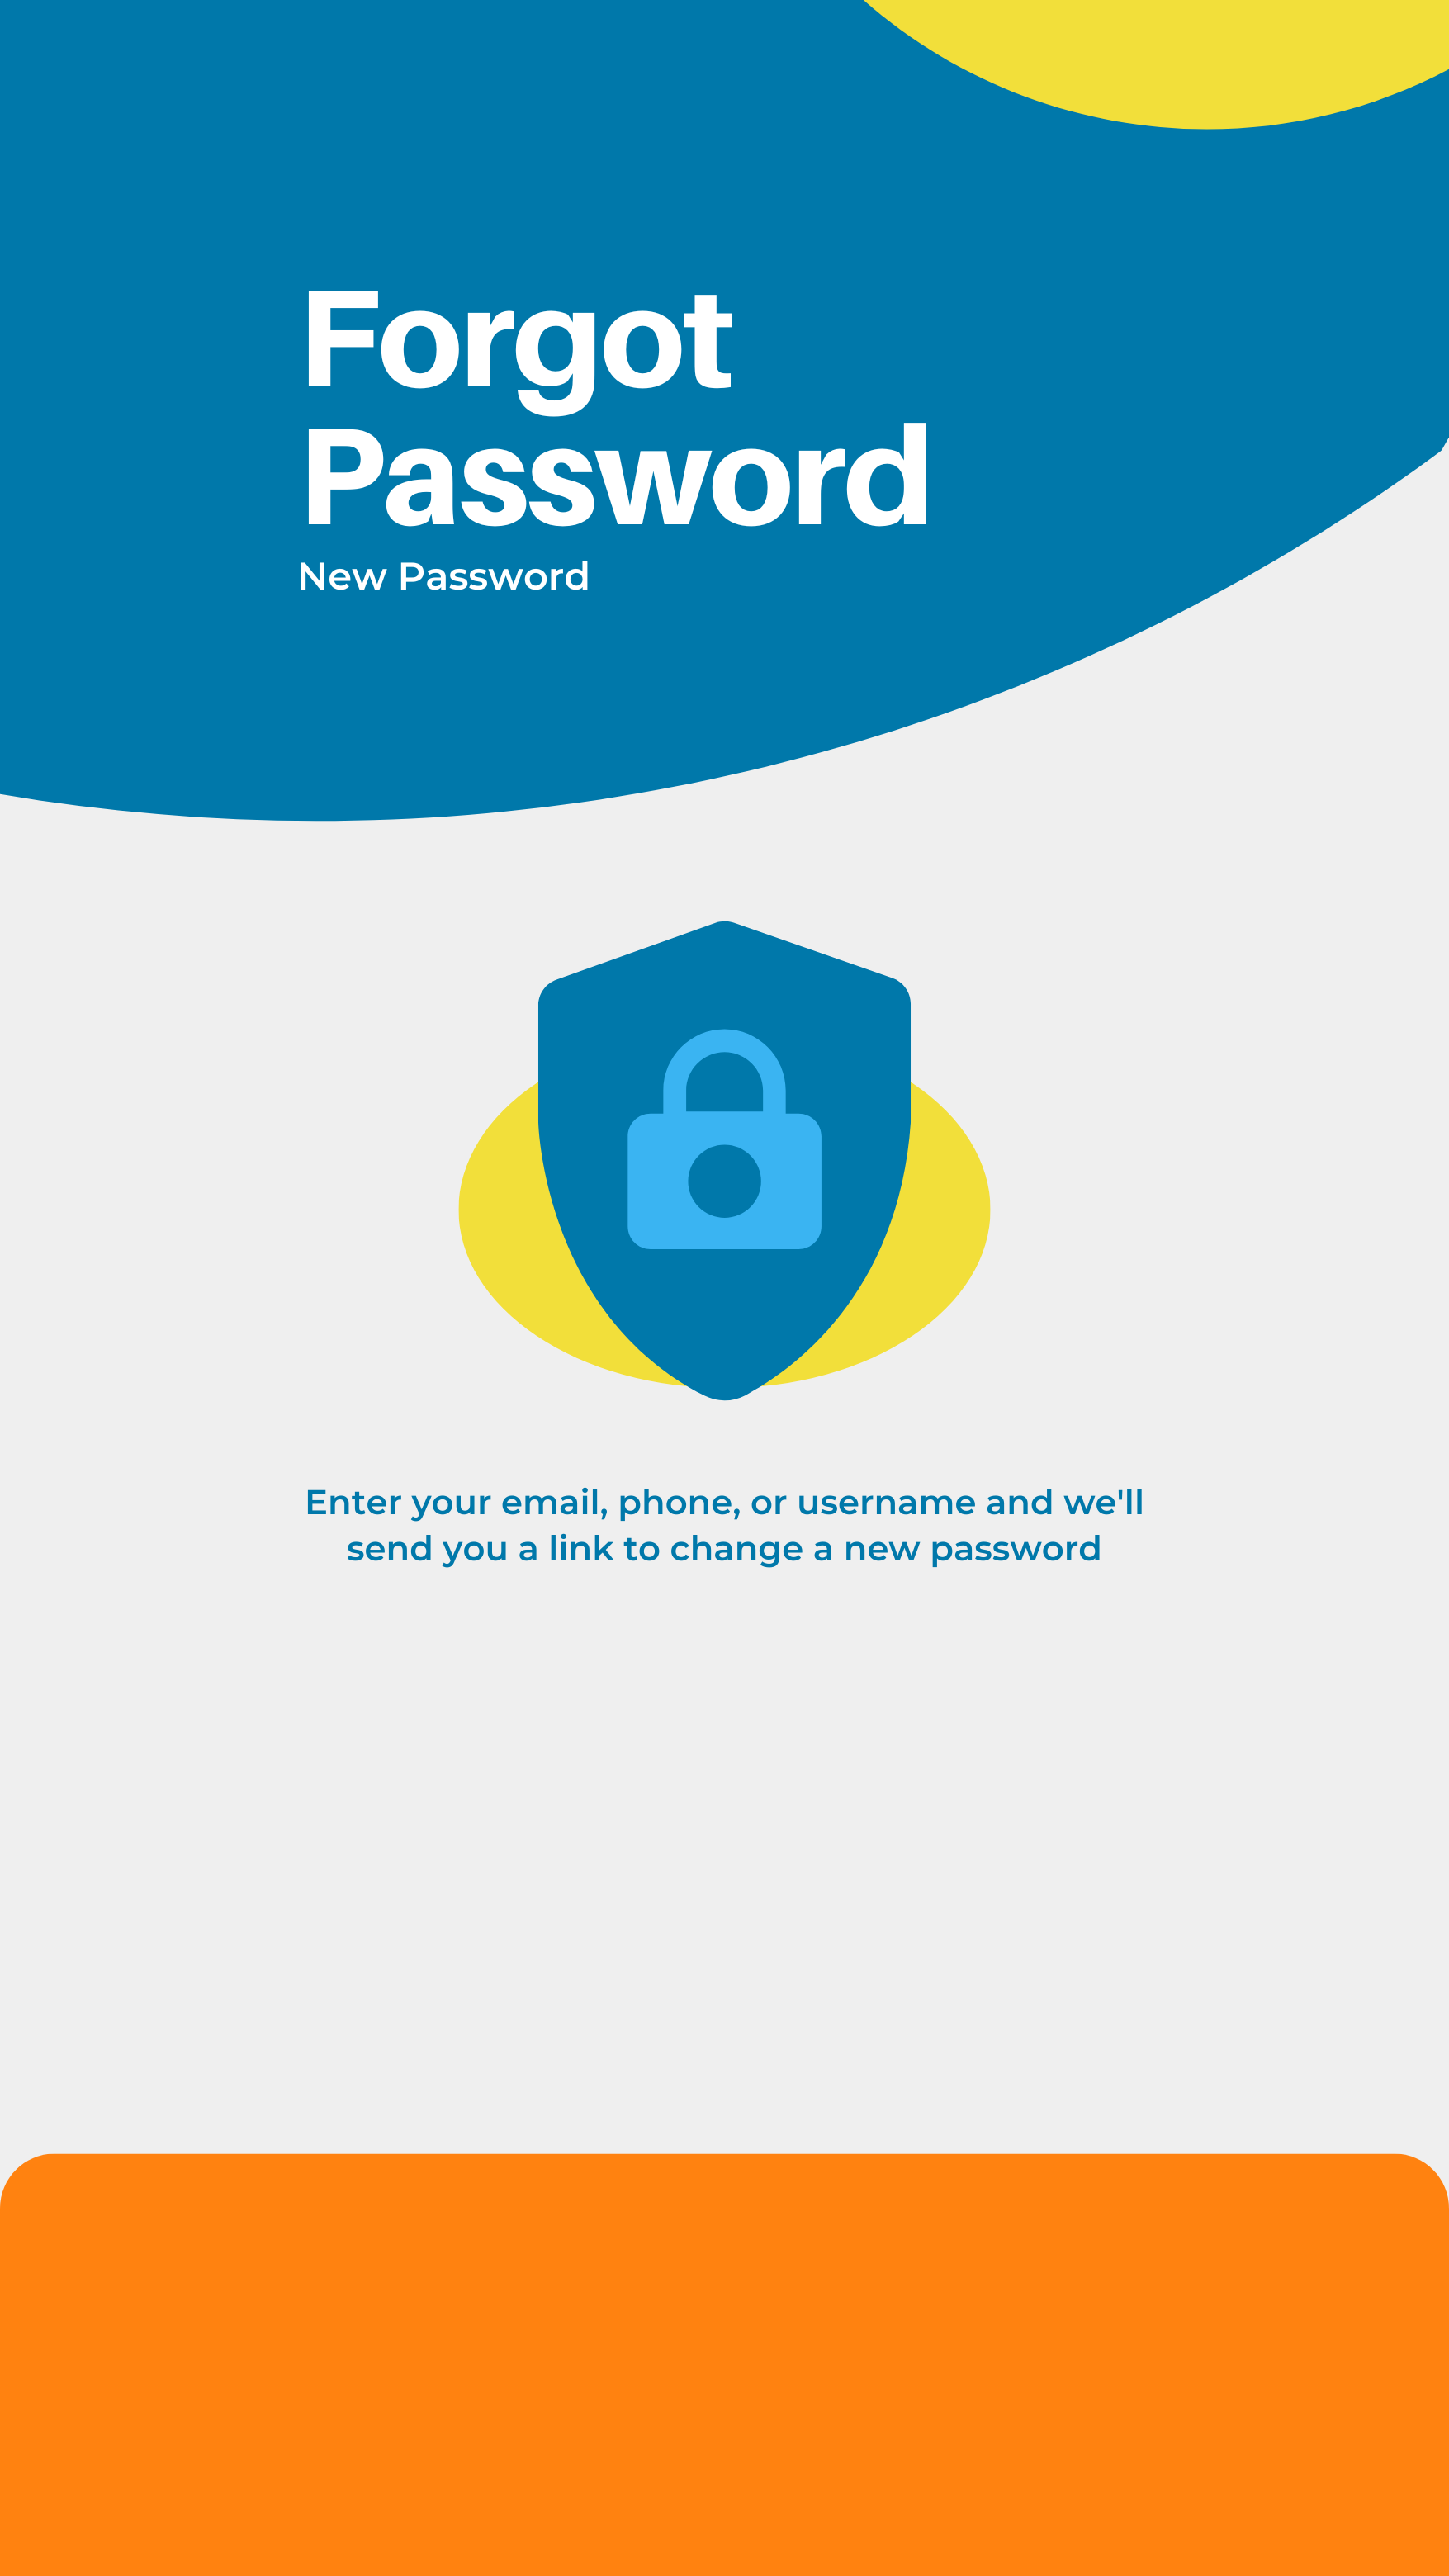 Forgot
Password
New Password
Enter your email, phone, or username and we'll
send you a link to change a new password